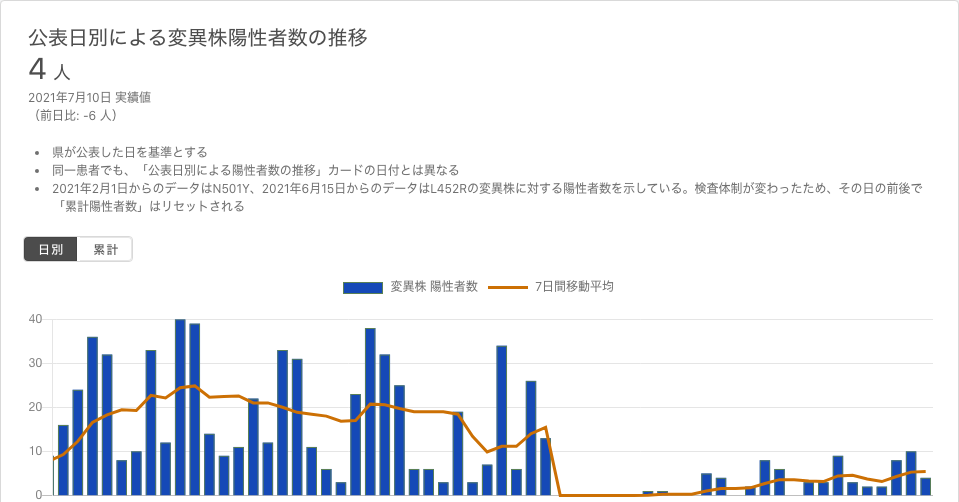 公表日別による変異株陽性者数の推移
4 人
2021年7月10日 実績値
（前日比: -6 人）
• 県が公表した日を基準とする
• 同一患者でも、「公表日別による陽性者数の推移」カードの日付とは異なる
• 2021年2月1日からのデータはN501Y、2021年6月15日からのデータはL452Rの変異株に対する陽性者数を示している。検査体制が変わったため、その日の前後で
「累計陽性者数」はリセットされる
日別 累計
変異株 陽性者数 7日間移動平均
40
30
20
10
0